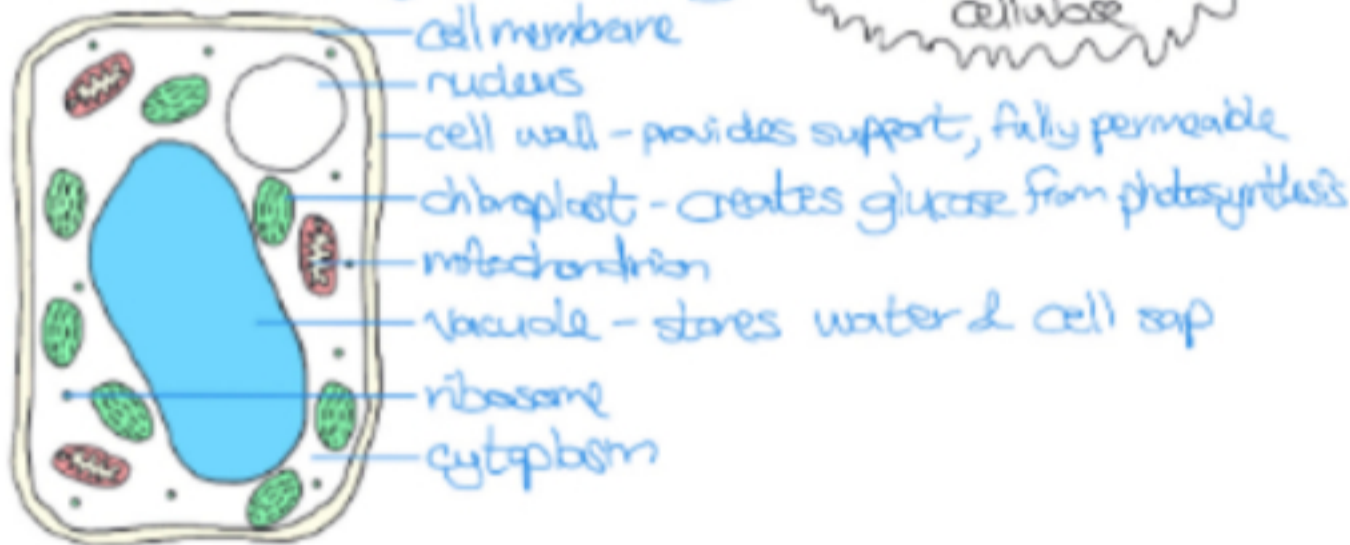 cellulose
cell membrane
nucleus
cell wall - provides support, fully permeable
chloroplast - creates glucose from photosynthesis
mitochondrion
vacuole - stores water & cell sap
ribosome
cytoplasm